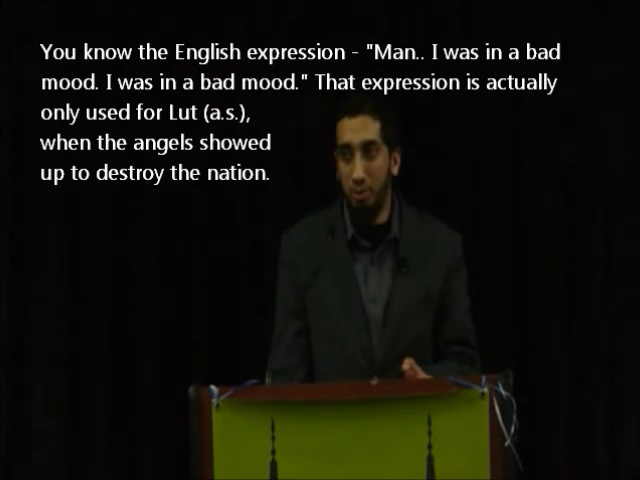 You know the English expression - "Man.. I was in a bad
mood. I was in a bad mood." That expression is actually
only used for Lut (a.s.),
when the angels showed
up to destroy the nation.